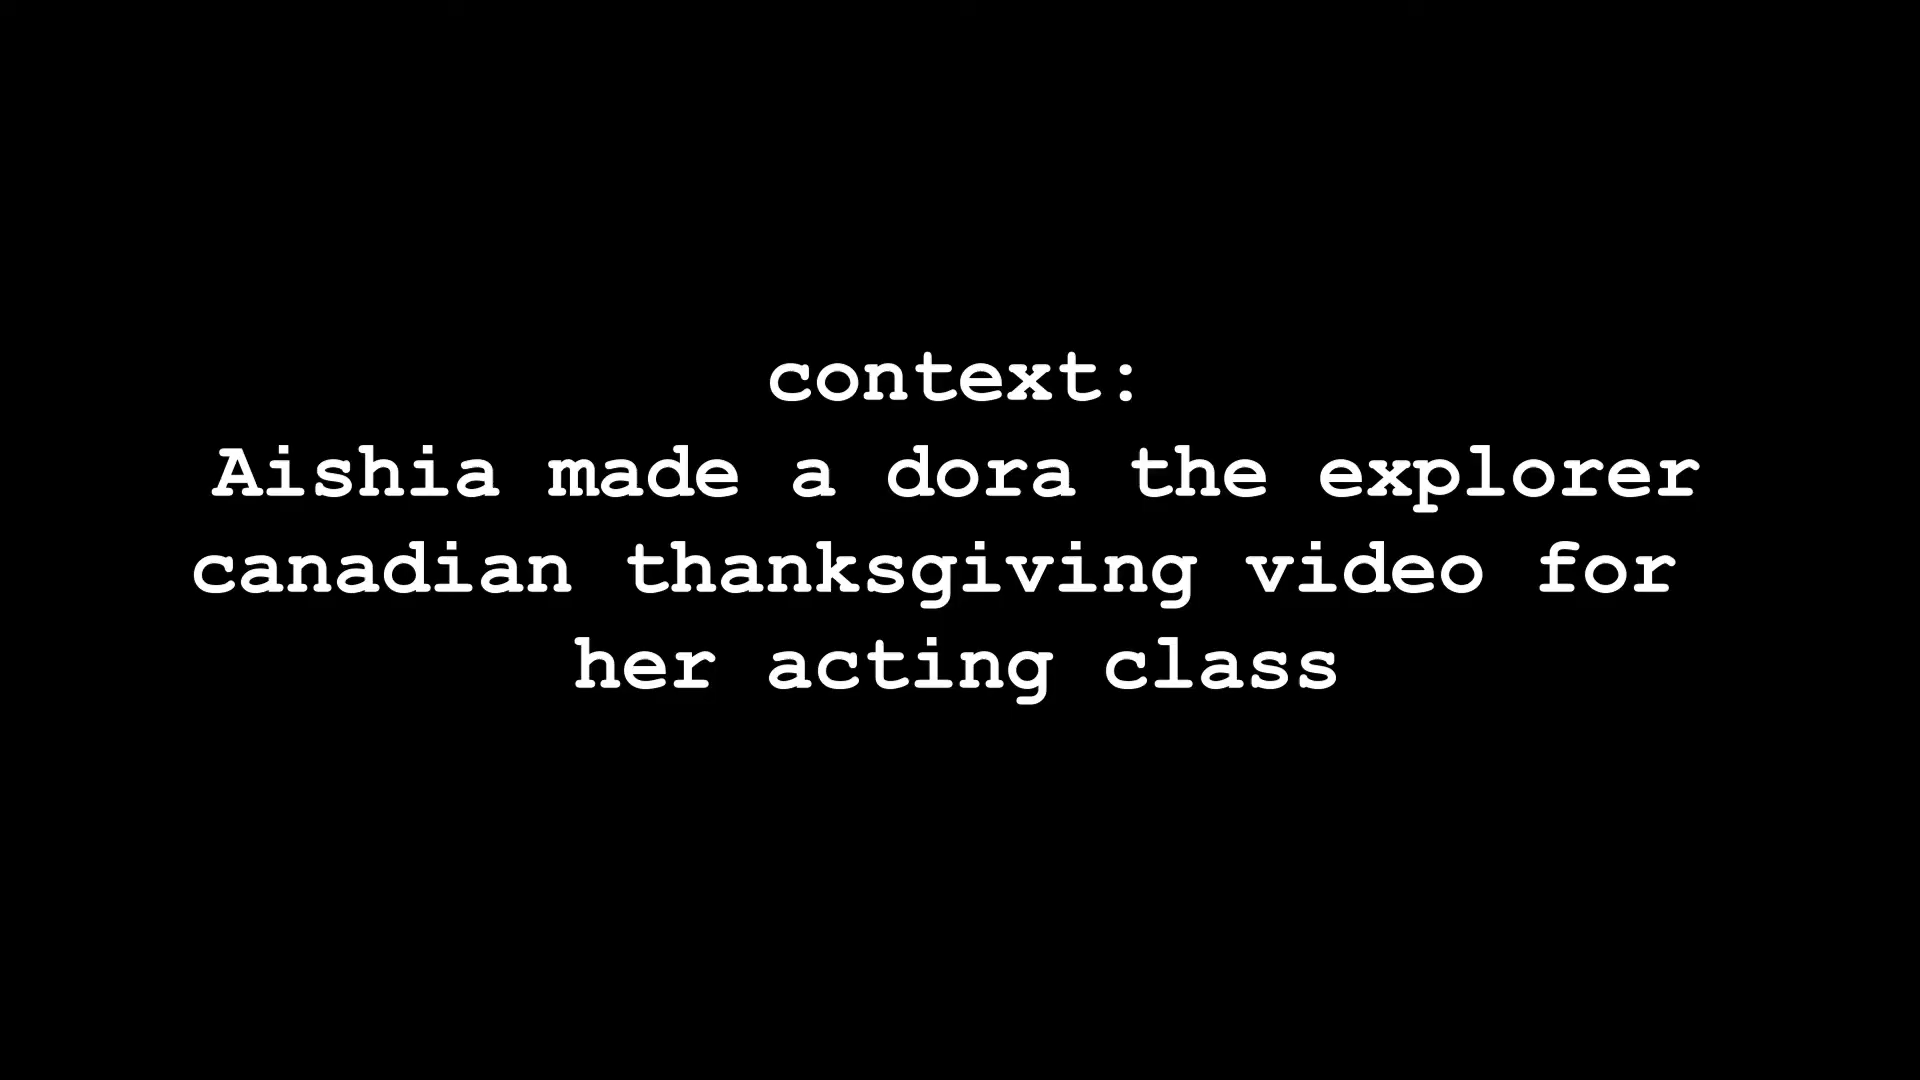 context:
Aishia made a dora the explorer
canadian thanksgiving video for
her acting class